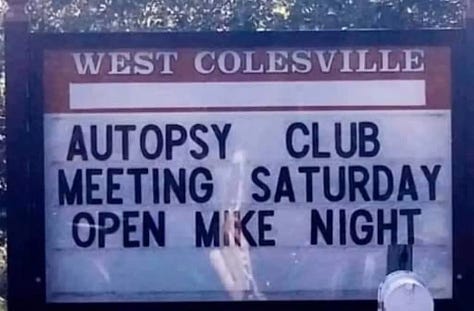 WEST COLESVILLE
AUTOPSY CLUB
MEETING SATURDAY
OPEN MIKE NIGHT